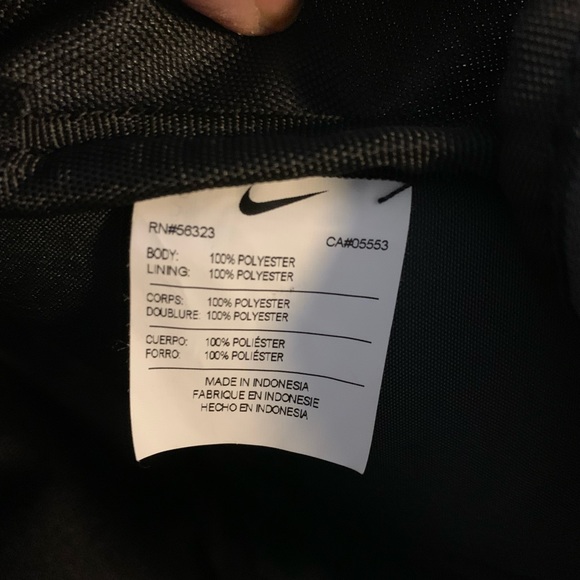 RN#56323 CA#05553
BODY: 100% POLYESTER
LINING: 100% POLYESTER
CORPS: 100% POLYESTER
DOUBLURE: 100% POLYESTER
CUERPO: 100% POLIÉSTER
FORRO: 100% POLIÉSTER
MADE IN INDONESIA
FABRIQUE EN INDONESIE
HECHO EN INDONESIA